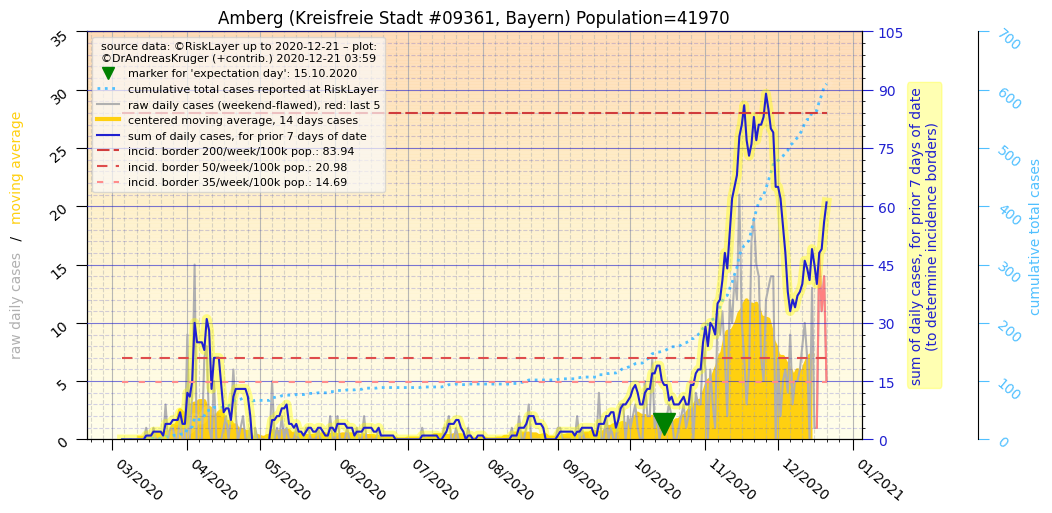 Amberg (Kreisfreie Stadt #09361, Bayern) Population=41970
source data: ©RiskLayer up to 2020-12-21 – plot:
©DrAndreasKruger (+contrib.) 2020-12-21 03:59
marker for 'expectation day': 15.10.2020
cumulative total cases reported at RiskLayer
raw daily cases (weekend-flawed), red: last 5
centered moving average, 14 days cases
sum of daily cases, for prior 7 days of date
incid. border 200/week/100k pop.: 83.94
incid. border 50/week/100k pop.: 20.98
incid. border 35/week/100k pop.: 14.69
raw daily cases / moving average
35
30
25
20
15
10
5
0
105
90
75
60
45
30
15
0
sum of daily cases, for prior 7 days of date
(to determine incidence borders)
700
600
500
400
300
200
100
0
cumulative total cases
03/2020
04/2020
05/2020
06/2020
07/2020
08/2020
09/2020
10/2020
11/2020
12/2020
01/2021